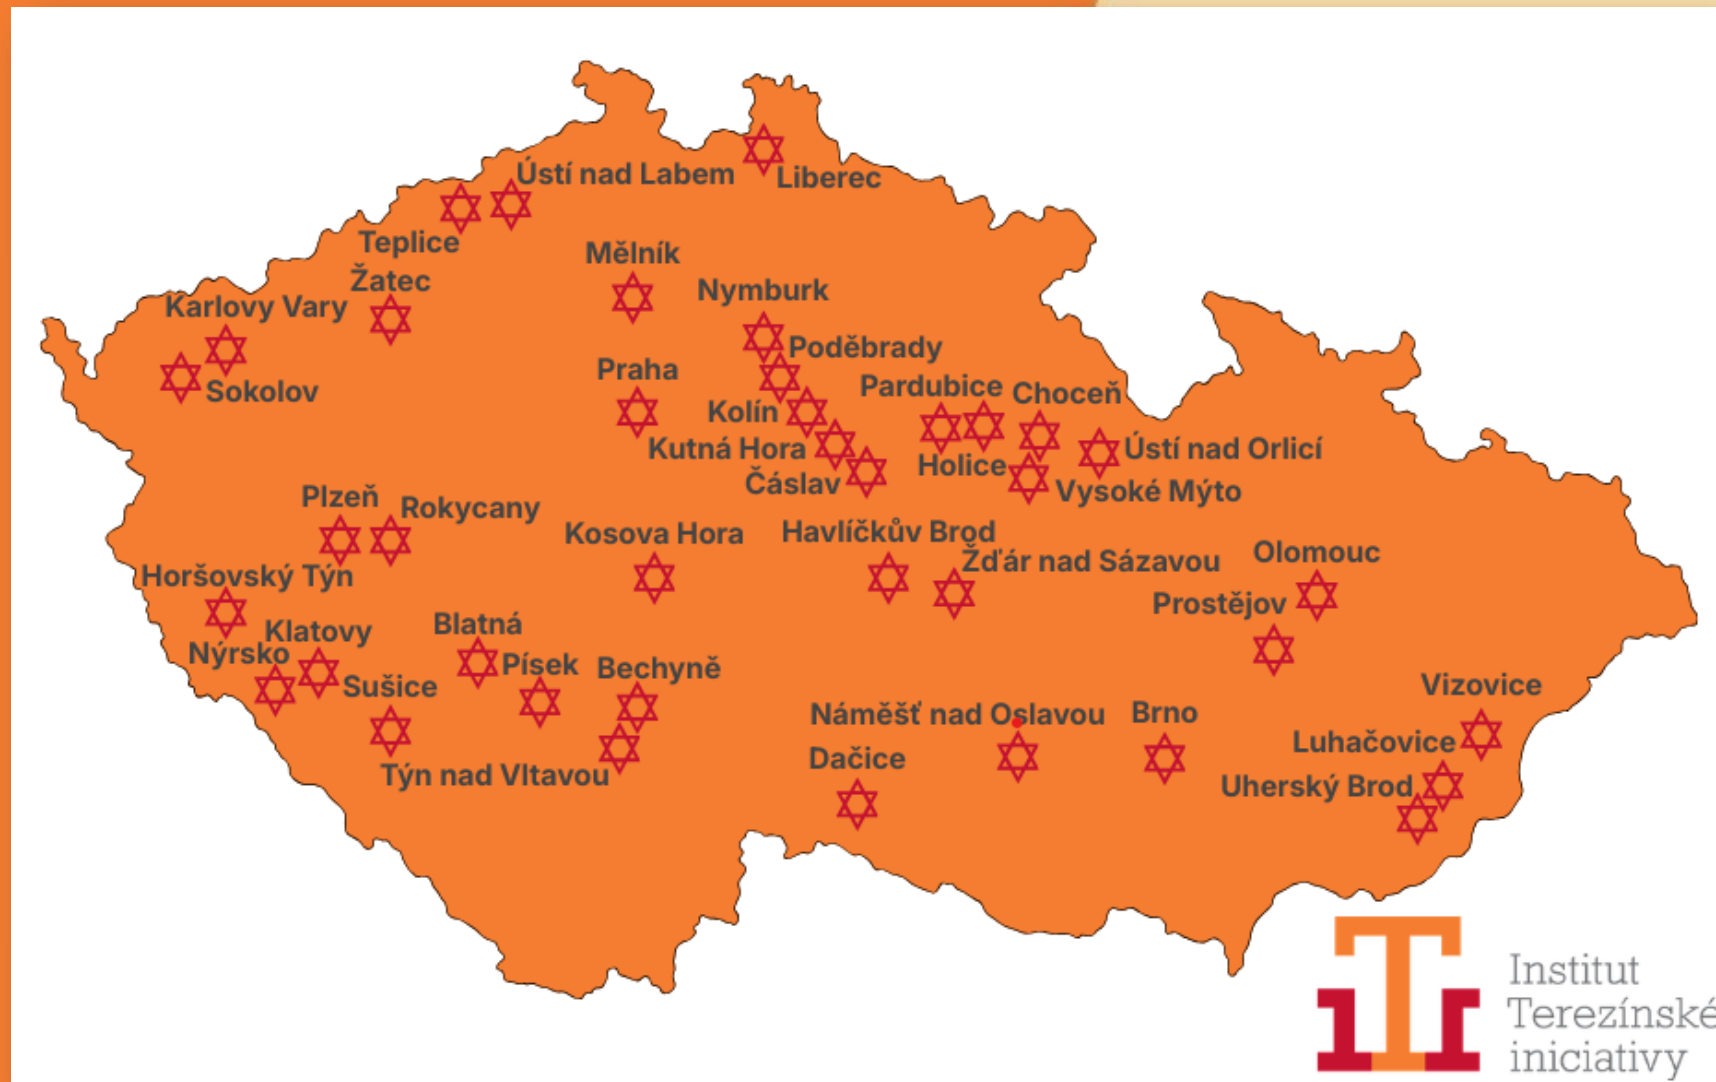 Ústí nad Labem
Liberec
Teplice
Mělník
Žatec
Nymburk
Karlovy Vary
Poděbrady
Praha
Pardubice
Choceň
Sokolov
Kolín
Kutná Hora
Ústí nad Orlicí
Holice
Čáslav
Vysoké Mýto
Plzeň
Rokycany
Kosova Hora
Havlíčkův Brod
Žďár nad Sázavou
Olomouc
Horšovský Týn
Prostějov
Blatná
Klatovy
Nýrsko
Písek
Bechyně
Sušice
Vizovice
Náměšť nad Oslavou
Brno
Luhačovice
Dačice
Týn nad Vltavou
Uherský Brod
Institut
Terezínské
iniciativy